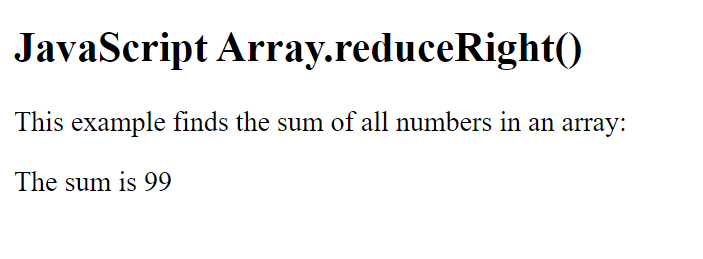 JavaScript Array.reduceRight()
This example finds the sum of all numbers in an array:
The sum is 99